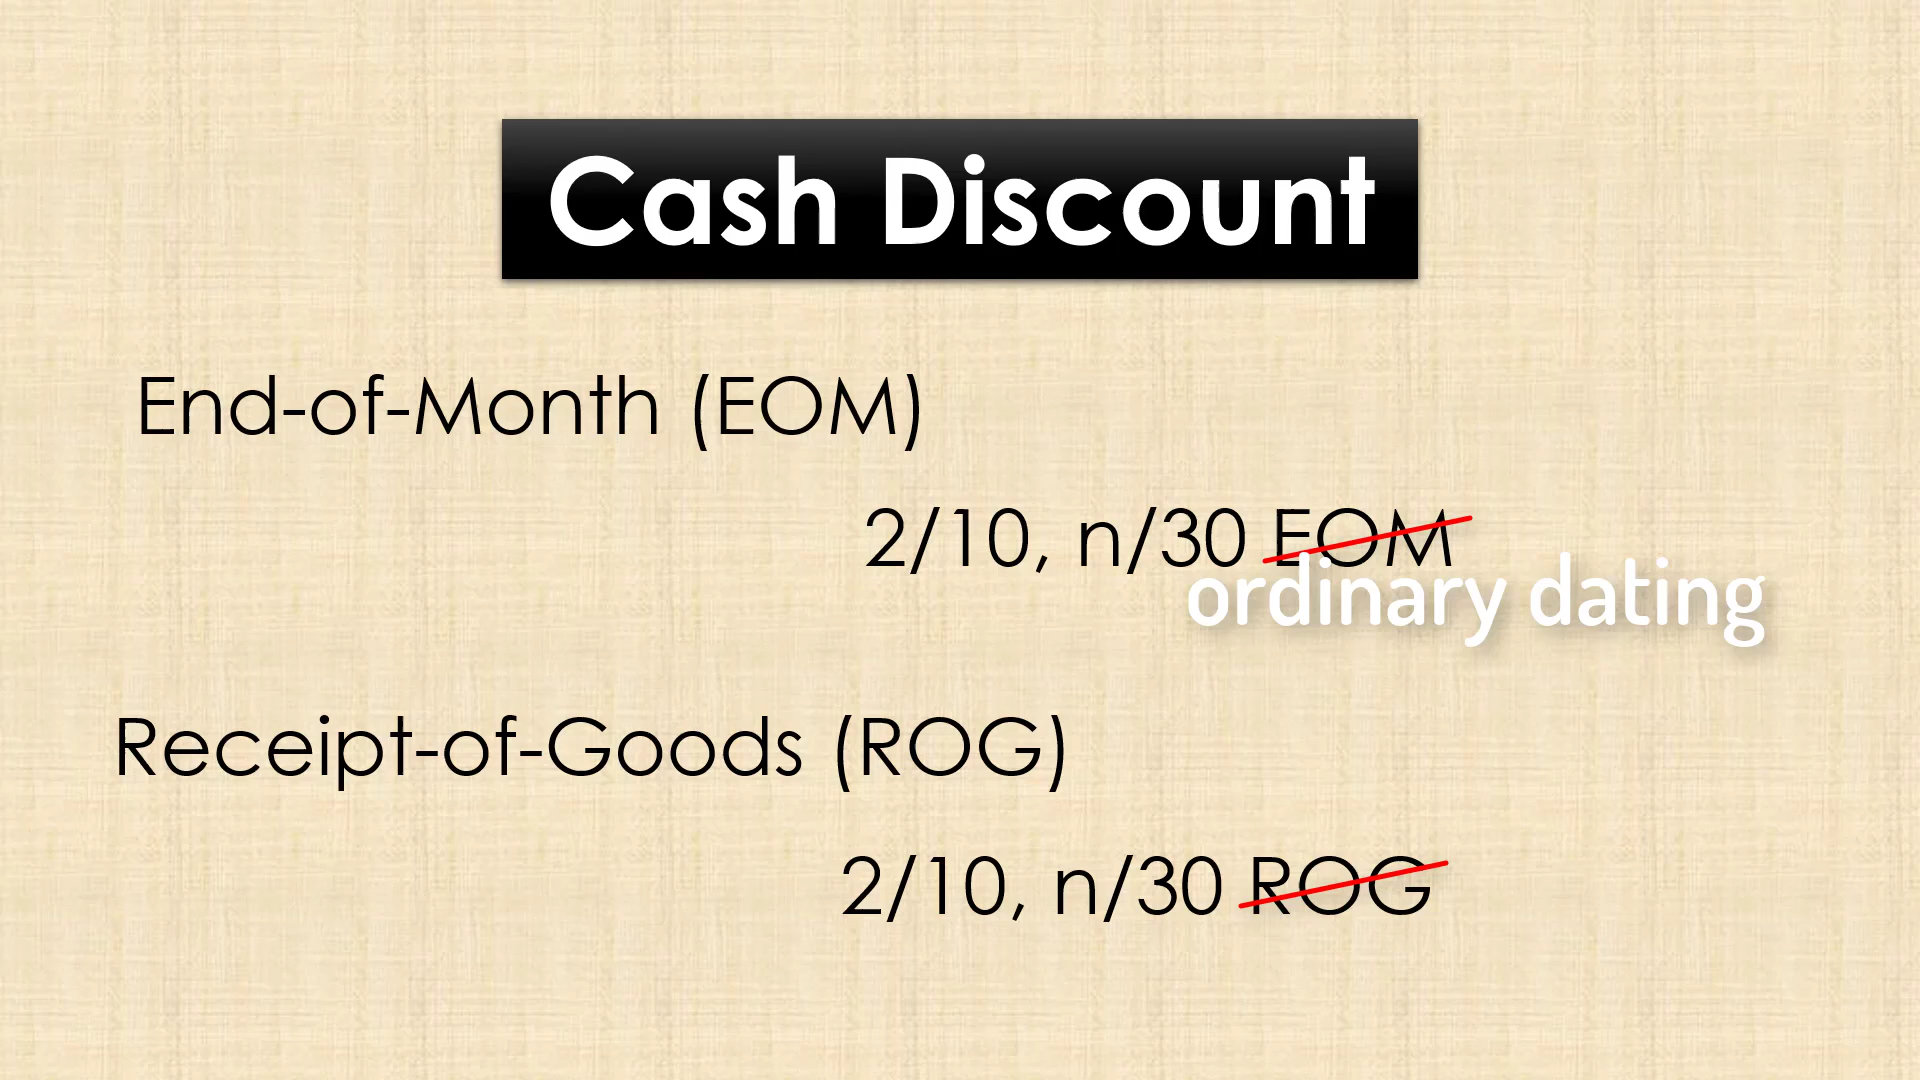 Cash Discount
End-of-Month (EOM)
2/10, n/30 EOM
ordinary dating
Receipt-of-Goods (ROG)
2/10, n/30 ROG